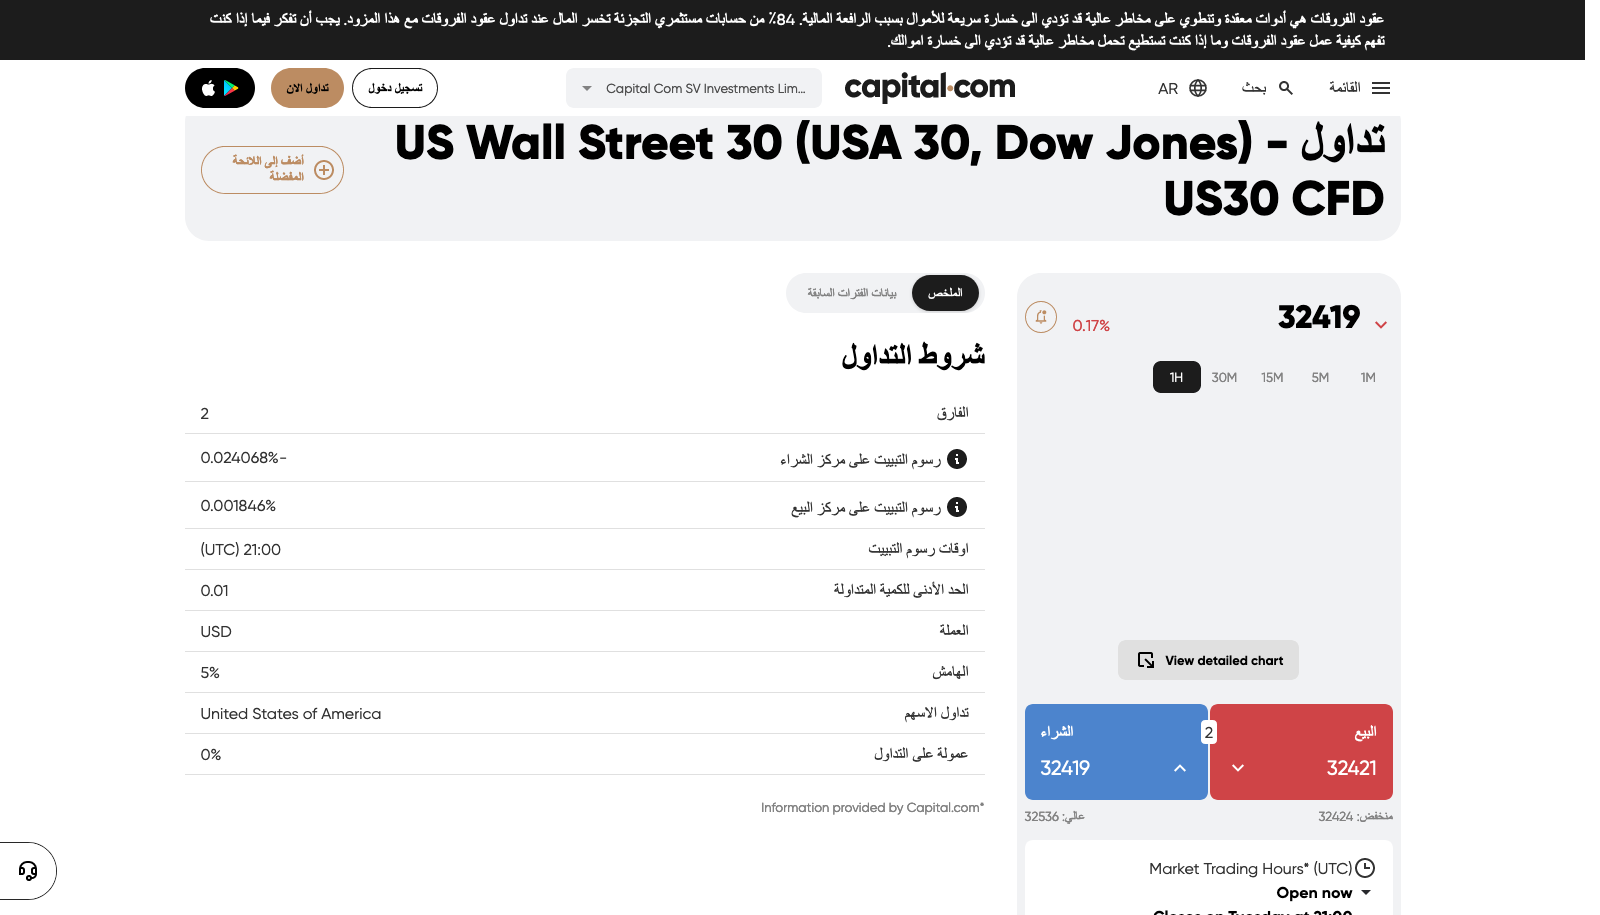 عقود الفروقات هي أدوات معقدة وتنطوي على مخاطر عالية قد تؤدي الى خسارة سريعة للأموال بسبب الرافعة المالية. 84٪ من حسابات مستثمري التجزئة تخسر المال عند تداول عقود الفروقات مع هذا المزود. يجب أن تفكر فيما إذا كنت
تفهم كيفية عمل عقود الفروقات وما إذا كنت تستطيع تحمل مخاطر عالية قد تؤدي الى خسارة اموالك.
القائمة
بحث
AR
capital.com
Capital Com SV Investments Lim...
تسجيل دخول
تداول الان
تداول US Wall Street 30 (USA 30, Dow Jones) -
US30 CFD
أضف إلى اللائحة
المفضلة
32419
0.17%
1M
5M
15M
30M
1H
View detailed chart
البيع
32421
2
الشراء
32419
منخفض: 32424
عالي: 32536
Market Trading Hours* (UTC)
Open now
Closes on Tuesday at 21:00
الملخص
بيانات الفترات السابقة
شروط التداول
الفارق
2
رسوم التبييت على مركز الشراء
0.024068%-
رسوم التبييت على مركز البيع
0.001846%
اوقات رسوم التبييت
21:00 (UTC)
الحد الأدنى للكمية المتداولة
0.01
العملة
USD
الهامش
5%
تداول الاسهم
United States of America
عمولة على التداول
0%
Information provided by Capital.com*